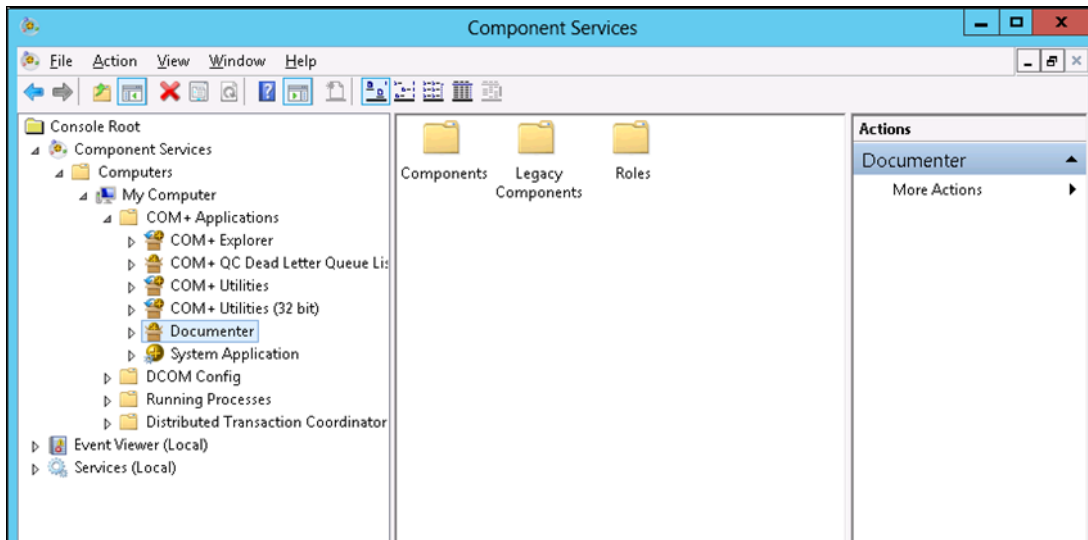 Component Services
File Action View Window Help
Console Root
Component Services
Computers
My Computer
COM+ Applications
COM+ Explorer
COM+ QC Dead Letter Queue Lis
COM+ Utilities
COM+ Utilities (32 bit)
Documenter
System Application
DCOM Config
Running Processes
Distributed Transaction Coordinator
Event Viewer (Local)
Services (Local)
Components
Legacy
Components
Roles
Actions
Documenter
More Actions